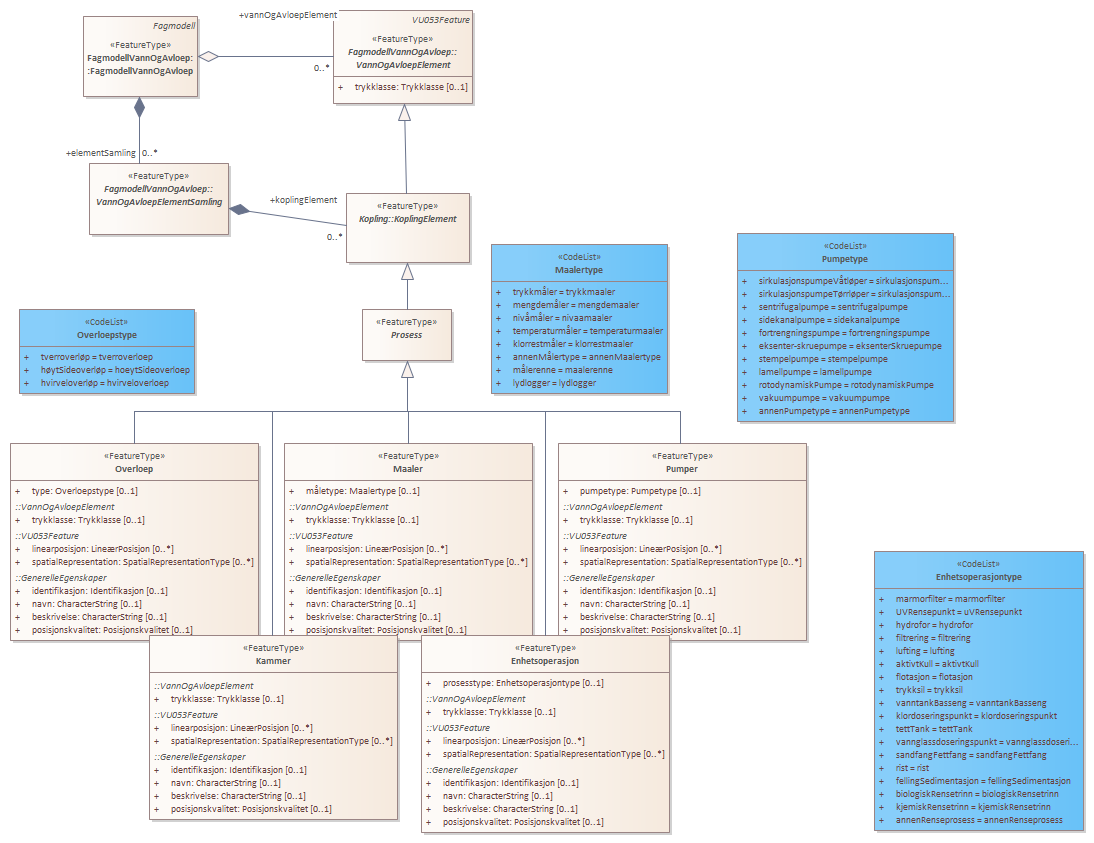 Fagmodell
«FeatureType»
FagmodellVannOgAvloep:
:FagmodellVannOgAvloep
+vannOgAvloepElement
0..*
VU053Feature
«FeatureType»
FagmodellVannOgAvloep::
VannOgAvloepElement
+ trykklasse: Trykklasse [0..1]
+elementSamling 0..*
«FeatureType»
FagmodellVannOgAvloep::
VannOgAvloepElementSamling
+koplingElement
0..*
«FeatureType»
Kopling::KoplingElement
«FeatureType»
Prosess
«CodeList»
Overloepstype
+ tverroverløp = tverroverloep
+ høytSideoverløp = hoeytSideoverloep
+ hvirveloverløp = hvirveloverloep
«CodeList»
Maalertype
+ trykkmåler = trykkmaaler
+ mengdemåler = mengdemaaler
+ nivåmåler = nivaamaaler
+ temperaturmåler = temperaturmaaler
+ klorrestmåler = klorrestmaaler
+ annenMålertype = annenMaalertype
+ målerenne = maalerenne
+ lydlogger = lydlogger
«CodeList»
Pumpetype
+ sirkulasjonspumpeVåtløper = sirkulasjonspum...
+ sirkulasjonspumpeTørrløper = sirkulasjonspum...
+ sentrifugalpumpe = sentrifugalpumpe
+ sidekanalpumpe = sidekanalpumpe
+ fortrengningspumpe = fortrengningspumpe
+ eksenter-skruepumpe = eksenterSkruepumpe
+ stempelpumpe = stempelpumpe
+ lamellpumpe = lamellpumpe
+ rotodynamiskPumpe = rotodynamiskPumpe
+ vakuumpumpe = vakuumpumpe
+ annenPumpetype = annenPumpetype
«FeatureType»
Overloep
+ type: Overloepstype [0..1]
::VannOgAvloepElement
+ trykklasse: Trykklasse [0..1]
::VU053Feature
+ linearposisjon: LineærPosisjon [0..*]
+ spatialRepresentation: SpatialRepresentationType [0..*]
::GenerelleEgenskaper
+ identifikasjon: Identifikasjon [0..1]
+ navn: CharacterString [0..1]
+ beskrivelse: CharacterString [0..1]
+ posisjonskvalitet: Posisjonskvalitet [0..1]
«FeatureType»
Maaler
+ måletype: Maalertype [0..1]
::VannOgAvloepElement
+ trykklasse: Trykklasse [0..1]
::VU053Feature
+ linearposisjon: LineærPosisjon [0..*]
+ spatialRepresentation: SpatialRepresentationType [0..*]
::GenerelleEgenskaper
+ identifikasjon: Identifikasjon [0..1]
+ navn: CharacterString [0..1]
+ beskrivelse: CharacterString [0..1]
+ posisjonskvalitet: Posisjonskvalitet [0..1]
«FeatureType»
Pumper
+ pumpetype: Pumpetype [0..1]
::VannOgAvloepElement
+ trykklasse: Trykklasse [0..1]
::VU053Feature
+ linearposisjon: LineærPosisjon [0..*]
+ spatialRepresentation: SpatialRepresentationType [0..*]
::GenerelleEgenskaper
+ identifikasjon: Identifikasjon [0..1]
+ navn: CharacterString [0..1]
+ beskrivelse: CharacterString [0..1]
+ posisjonskvalitet: Posisjonskvalitet [0..1]
«FeatureType»
Kammer
::VannOgAvloepElement
+ trykklasse: Trykklasse [0..1]
::VU053Feature
+ linearposisjon: LineærPosisjon [0..*]
+ spatialRepresentation: SpatialRepresentationType [0..*]
::GenerelleEgenskaper
+ identifikasjon: Identifikasjon [0..1]
+ navn: CharacterString [0..1]
+ beskrivelse: CharacterString [0..1]
+ posisjonskvalitet: Posisjonskvalitet [0..1]
«FeatureType»
Enhetsoperasjon
+ prosesstype: Enhetsoperasjontype [0..1]
::VannOgAvloepElement
+ trykklasse: Trykklasse [0..1]
::VU053Feature
+ linearposisjon: LineærPosisjon [0..*]
+ spatialRepresentation: SpatialRepresentationType [0..*]
::GenerelleEgenskaper
+ identifikasjon: Identifikasjon [0..1]
+ navn: CharacterString [0..1]
+ beskrivelse: CharacterString [0..1]
+ posisjonskvalitet: Posisjonskvalitet [0..1]
«CodeList»
Enhetsoperasjontype
+ marmorfilter = marmorfilter
+ UVRensepunkt = uVRensepunkt
+ hydrofor = hydrofor
+ filtrering = filtrering
+ lufting = lufting
+ aktivtKull = aktivtKull
+ flotasjon = flotasjon
+ trykksil = trykksil
+ vanntankBasseng = vanntankBasseng
+ klordoseringspunkt = klordoseringspunkt
+ tettTank = tettTank
+ vannglassdoseringspunkt = vannglassdoseri...
+ sandfangFettfang = sandfangFettfang
+ rist = rist
+ fellingSedimentasjon = fellingSedimentasjon
+ biologiskRensetrinn = biologiskRensetrinn
+ kjemiskRensetrinn = kjemiskRensetrinn
+ annenRenseprosess = annenRenseprosess